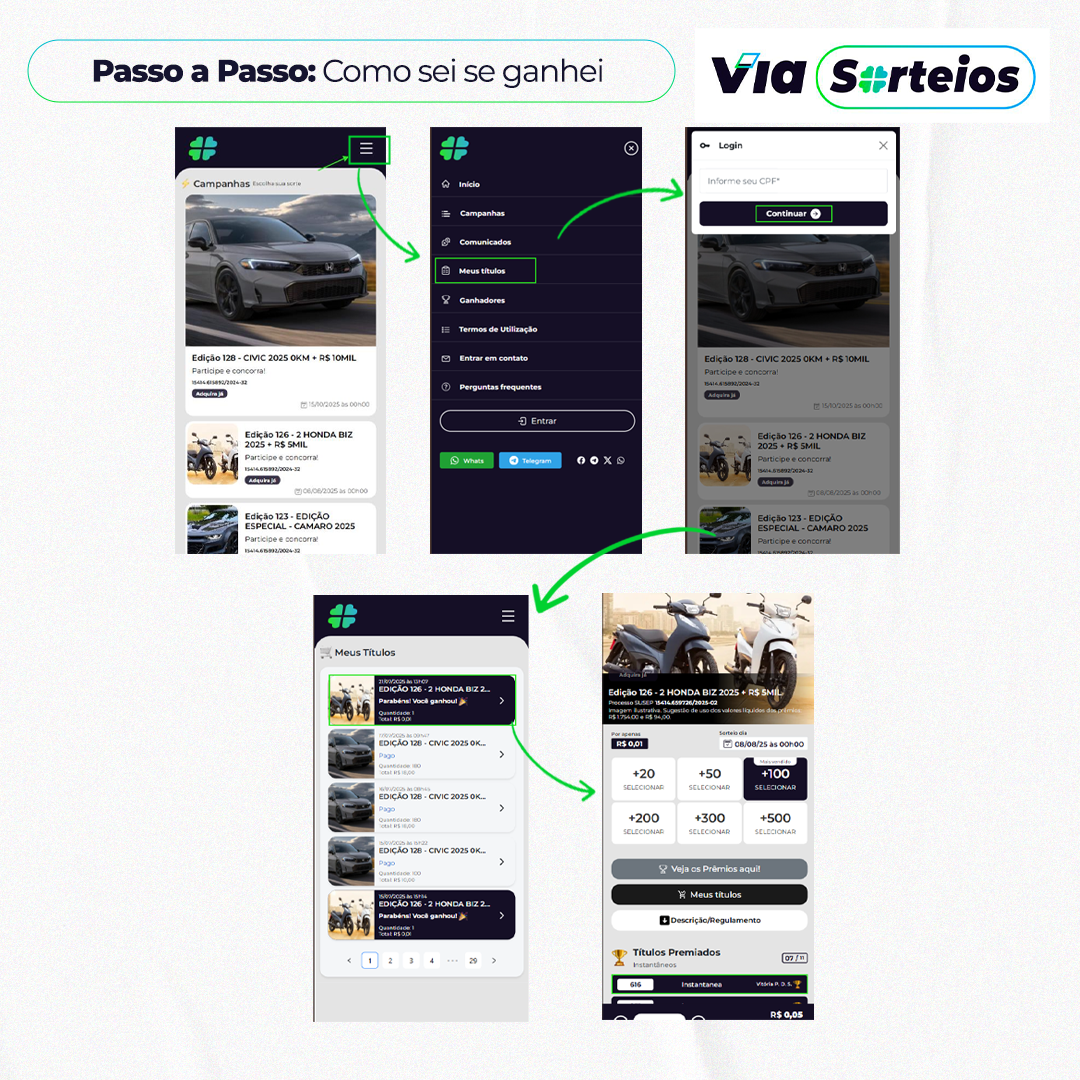 Passo a Passo: Como sei se ganhei
Via Sorteios
Campanhas Escolha sua sorte
Edição 128 - CIVIC 2025 0KM + R$ 10MIL
Participe e concorra!
15414.615892/2024-32
Adquira já
15/10/2025 às 00h00
Edição 126 - 2 HONDA BIZ
2025 + R$ 5MIL
Participe e concorra!
15414.615892/2024-32
Adquira já
08/08/2025 às 00h00
Edição 123 - EDIÇÃO
ESPECIAL - CAMARO 2025
Participe e concorra!
15414.615892/2024-32
Início
Campanhas
Comunicados
Meus títulos
Ganhadores
Termos de Utilização
Entrar em contato
Perguntas frequentes
Entrar
Whats
Telegram
Login
Informe seu CPF*
Continuar
Edição 128 - CIVIC 2025 0KM + R$ 10MIL
Participe e concorra!
15414.615892/2024-32
Adquira já
15/10/2025 às 00h00
Edição 126 - 2 HONDA BIZ
2025 + R$ 5MIL
Participe e concorra!
15414.615892/2024-32
Adquira já
08/08/2025 às 00h00
Edição 123 - EDIÇÃO
ESPECIAL - CAMARO 2025
Participe e concorra!
15414.615892/2024-32
Meus Títulos
21/07/2025 às 13h07
EDIÇÃO 126 - 2 HONDA BIZ 2...
Parabéns! Você ganhou!
Quantidade: 1
Total: R$ 0,01
17/07/2025 às 09h47
EDIÇÃO 128 - CIVIC 2025 0K...
Pago
Quantidade: 180
Total: R$ 18,00
EDIÇÃO 128 - CIVIC 2025 0K...
Pago
Quantidade: 180
Total: R$ 18,00
EDIÇÃO 128 - CIVIC 2025 0K...
Pago
Quantidade: 100
Total: R$ 10,00
15/07/2025 às 15h14
EDIÇÃO 126 - 2 HONDA BIZ 2...
Parabéns! Você ganhou!
Quantidade: 1
Total: R$ 0,01
< 1 2 3 4 ••• 29 >
Adquira já
Edição 126 - 2 HONDA BIZ 2025 + R$ 5MIL
Processo SUSEP 15414.659726/2025-02
Imagem ilustrativa. Sugestão de uso dos valores líquidos dos prêmios
R$ 1.754,00 e R$ 94,00
Por apenas
R$ 0,01
Sorteio dia
08/08/25 às 00h00
+20
SELECIONAR
+50
SELECIONAR
Mais vendido
+100
SELECIONAR
+200
SELECIONAR
+300
SELECIONAR
+500
SELECIONAR
Veja os Prêmios aqui!
Meus títulos
Descrição/Regulamento
Títulos Premiados
Instantâneos
07 / 11
616 Instantanea Vitória P. D. S.
R$ 0,05